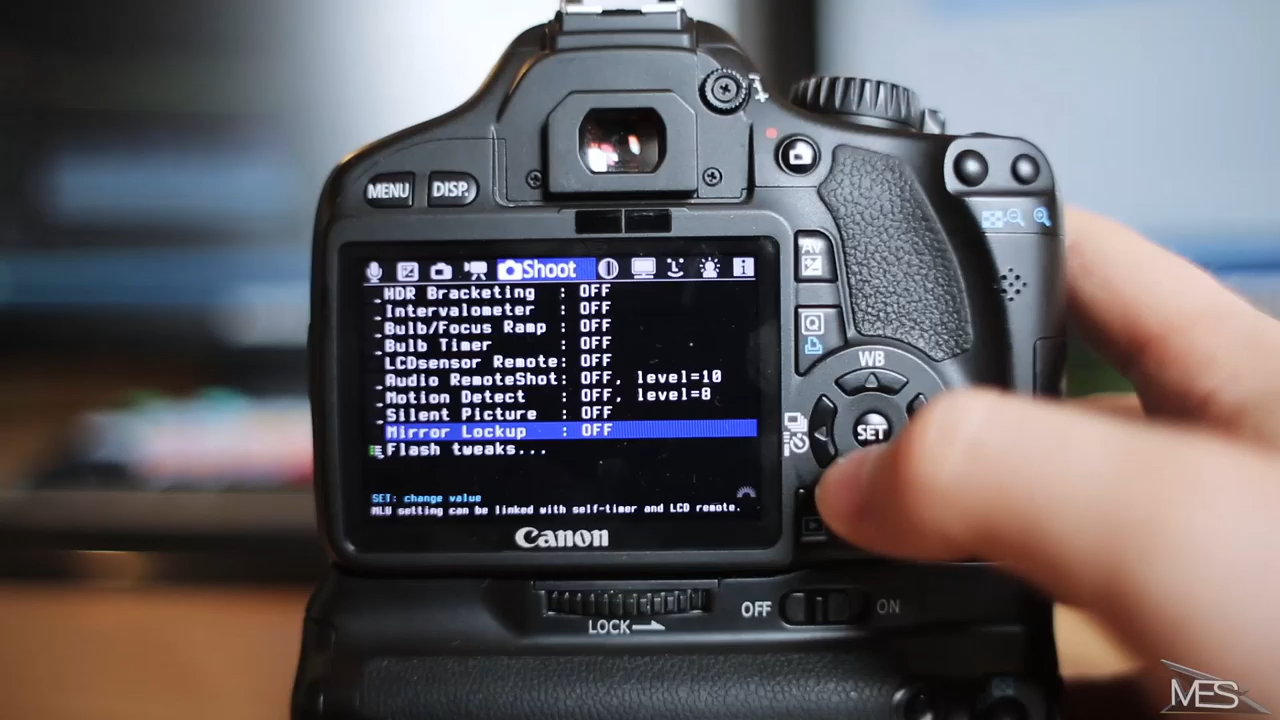 MENU DISP.
AV
Q
WB
SET
Shoot
HDR Bracketing : OFF
Intervalometer : OFF
Bulb/Focus Ramp : OFF
Bulb Timer : OFF
LCDsensor Remote: OFF
Audio RemoteShot: OFF, level=10
Motion Detect : OFF, level=8
Silent Picture : OFF
Mirror Lockup : OFF
Flash tweaks...
SET: change value
MLU setting can be linked with self-timer and LCD remote.
Canon
OFF ON
LOCK
MES